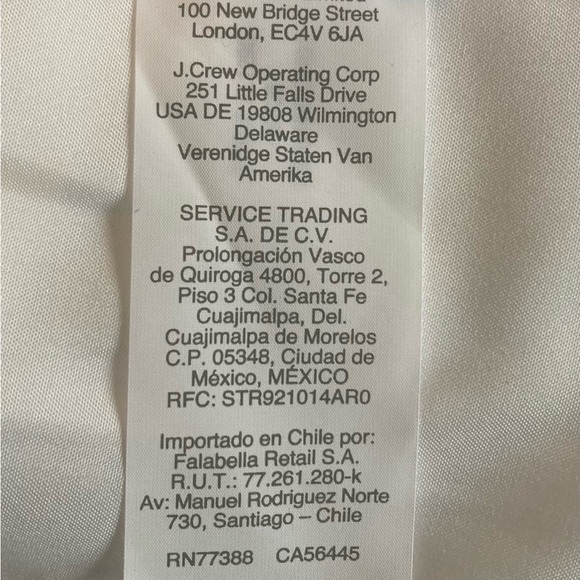 100 New Bridge Street
London, EC4V 6JA
J.Crew Operating Corp
251 Little Falls Drive
USA DE 19808 Wilmington
Delaware
Verenidge Staten Van
Amerika
SERVICE TRADING
S.A. DE C.V.
Prolongación Vasco
de Quiroga 4800, Torre 2,
Piso 3 Col. Santa Fe
Cuajimalpa, Del.
Cuajimalpa de Morelos
C.P. 05348, Ciudad de
México, MÉXICO
RFC: STR921014AR0
Importado en Chile por:
Falabella Retail S.A.
R.U.T.: 77.261.280-k
Av: Manuel Rodriguez Norte
730, Santiago – Chile
RN77388 CA56445